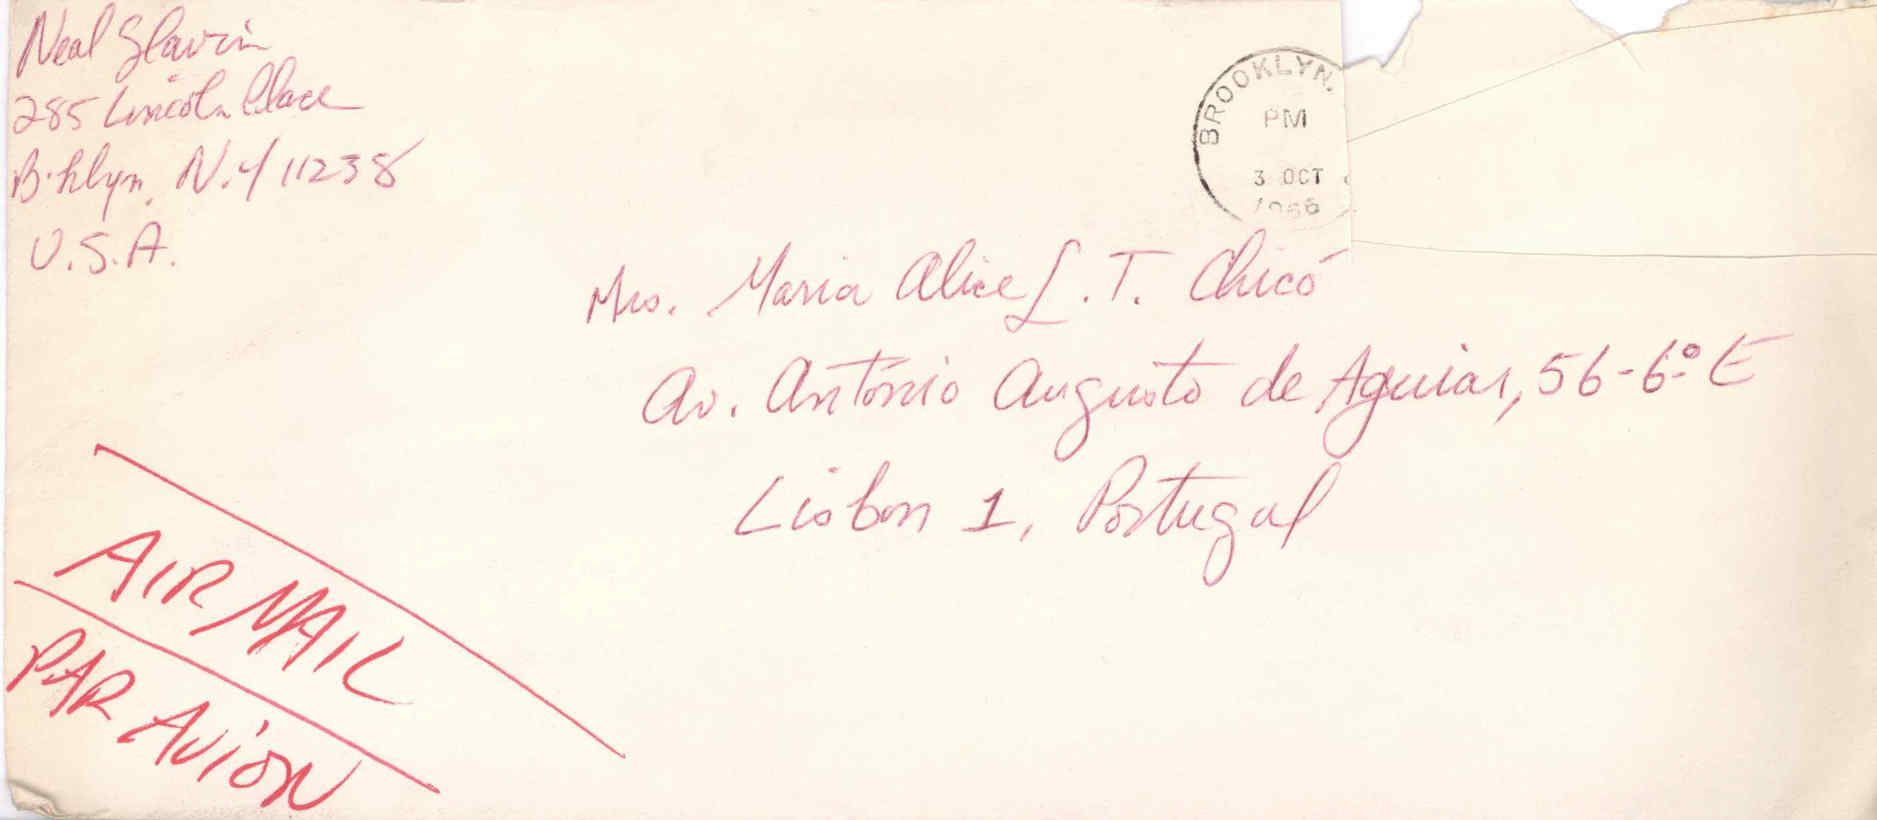 Neal Slavin
285 Lincoln Place
B·klyn, N.Y 11238
U.S.A.
BROOKLYN,
PM
3 OCT
1966
Mrs. Maria Alice L. T. Chicó
Av. António Augusto de Aguiar, 56-6º E
Lisbon 1, Portugal
AIR MAIL
PAR AVION